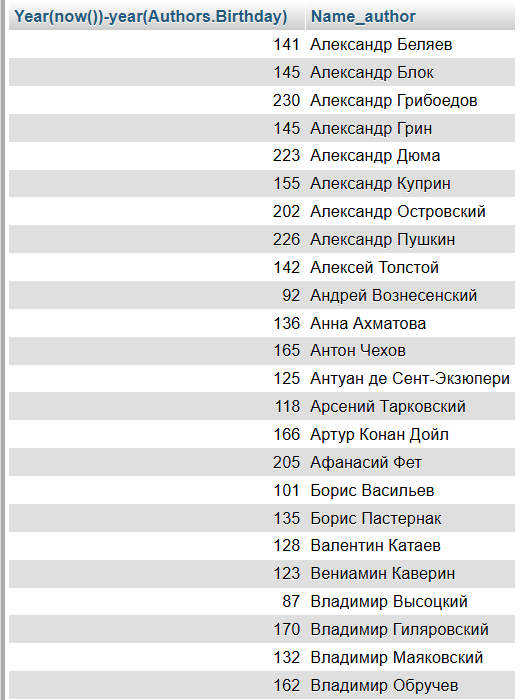 Year(now())-year(Authors.Birthday) Name_author
141 Александр Беляев
145 Александр Блок
230 Александр Грибоедов
145 Александр Грин
223 Александр Дюма
155 Александр Куприн
202 Александр Островский
226 Александр Пушкин
142 Алексей Толстой
92 Андрей Вознесенский
136 Анна Ахматова
165 Антон Чехов
125 Антуан де Сент-Экзюпери
118 Арсений Тарковский
166 Артур Конан Дойл
205 Афанасий Фет
101 Борис Васильев
135 Борис Пастернак
128 Валентин Катаев
123 Вениамин Каверин
87 Владимир Высоцкий
170 Владимир Гиляровский
132 Владимир Маяковский
162 Владимир Обручев